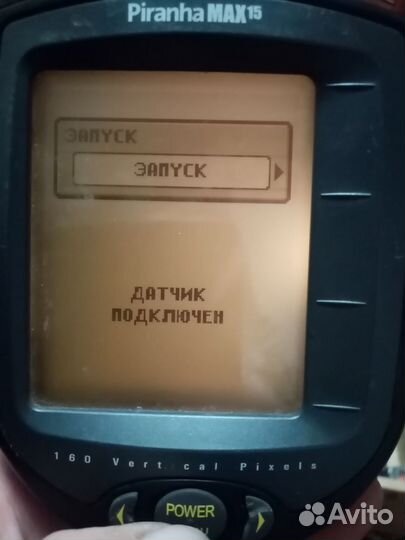 Piranha MAX 15
ЗАПУСК
ЗАПУСК
ДАТЧИК
ПОДКЛЮЧЕН
160 Vertical Pixels
POWER
Avito